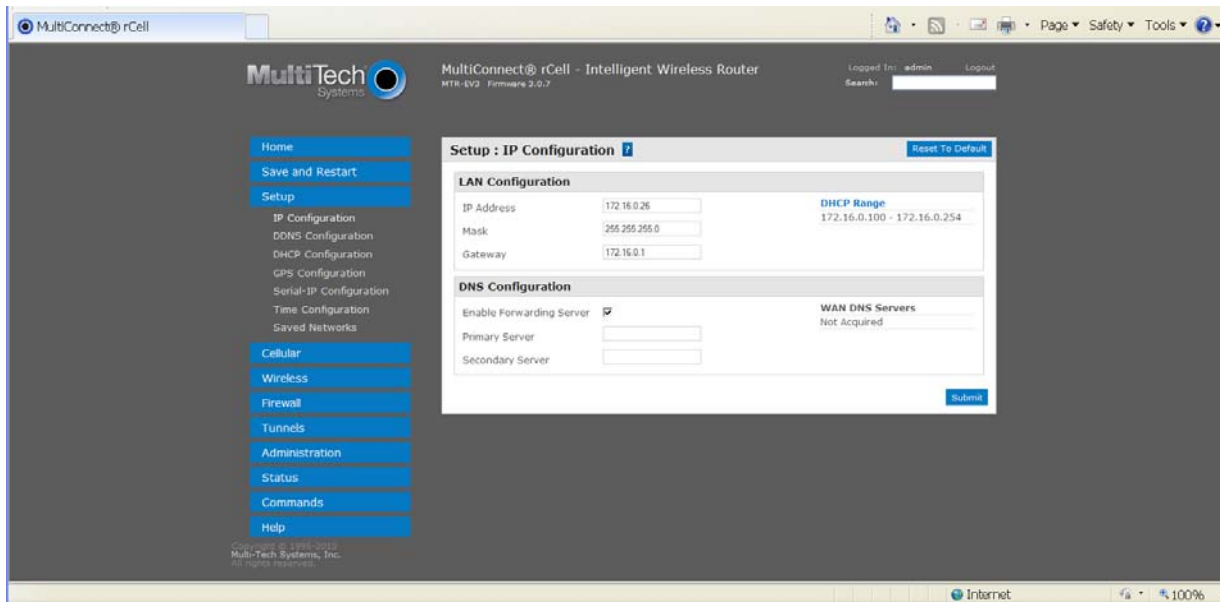 MultiConnect® rCell
Page Safety Tools
MultiTech
Systems
MultiConnect® rCell - Intelligent Wireless Router
MTR-EV3 Firmware 2.0.7
Logged In: admin Logout
Search:
Home
Save and Restart
Setup
IP Configuration
DDNS Configuration
DHCP Configuration
GPS Configuration
Serial-IP Configuration
Time Configuration
Saved Networks
Cellular
Wireless
Firewall
Tunnels
Administration
Status
Commands
Help
Copyright © 1995-2010
Multi-Tech Systems, Inc.
All rights reserved.
Setup : IP Configuration ?
Reset To Default
LAN Configuration
IP Address 172.16.0.26
Mask 255.255.255.0
Gateway 172.16.0.1
DHCP Range
172.16.0.100 - 172.16.0.254
DNS Configuration
Enable Forwarding Server
Primary Server
Secondary Server
WAN DNS Servers
Not Acquired
Submit
Internet
100%